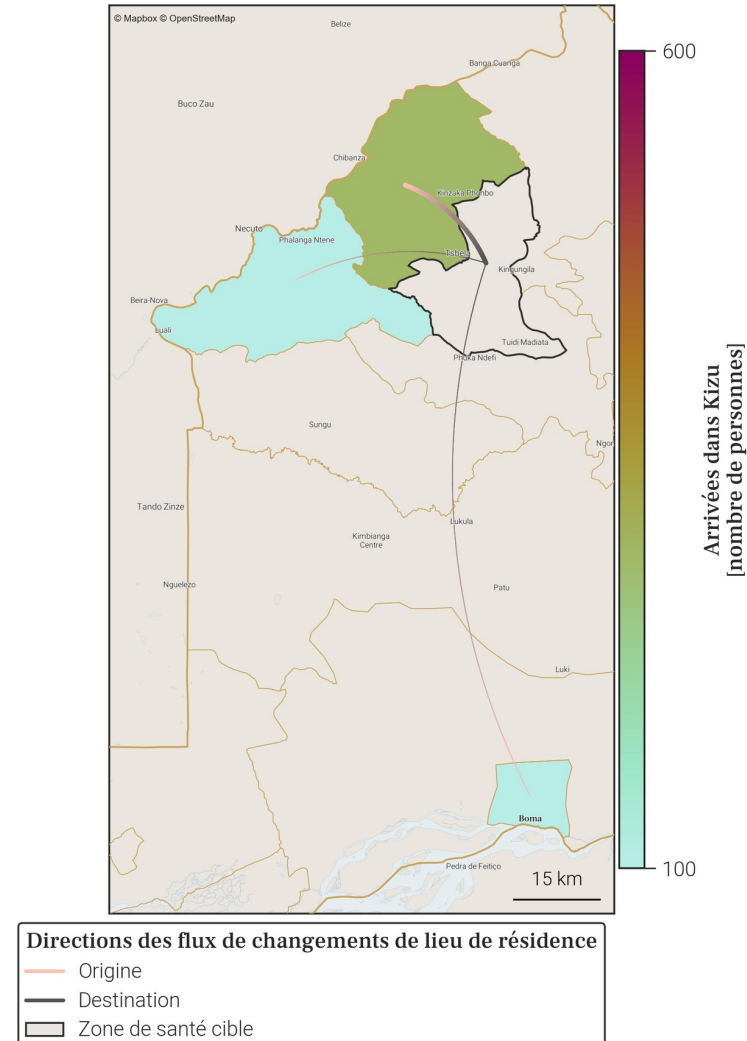 © Mapbox © OpenStreetMap
Belize
Banga Cuanga
Buco Zau
Chibanza
Kinzaka Phonbo
Necuto
Phalanga Ntene
Tsbela
Kinqungila
Beira-Nova
Luali
Tuidi Madiata
Phuka Ndefi
Sungu
Ngor
Tando Zinze
Lukula
Kimbianga
Centre
Nguelezo
Patu
Luki
Boma
Pedra de Feitiço
15 km
600
100
Arrivées dans Kizu
[nombre de personnes]
Directions des flux de changements de lieu de résidence
Origine
Destination
Zone de santé cible